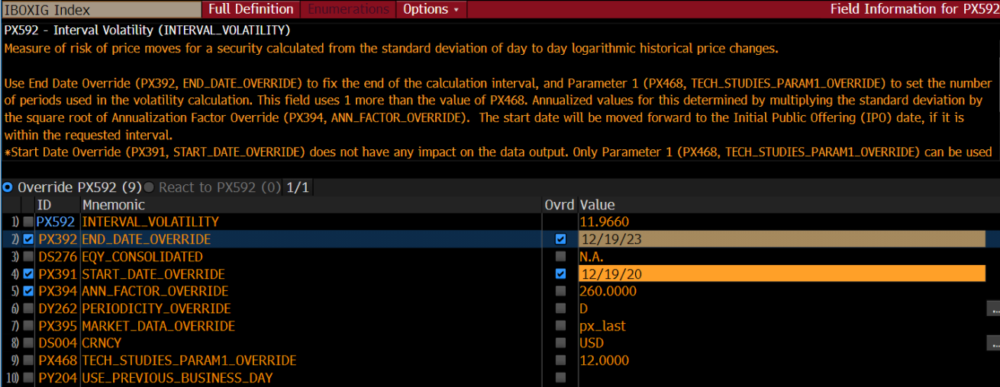 IBOXIG Index Full Definition Enumerations Options Field Information for PX592
PX592 - Interval Volatility (INTERVAL_VOLATILITY)
Measure of risk of price moves for a security calculated from the standard deviation of day to day logarithmic historical price changes.
Use End Date Override (PX392, END_DATE_OVERRIDE) to fix the end of the calculation interval, and Parameter 1 (PX468, TECH_STUDIES_PARAM1_OVERRIDE) to set the number
of periods used in the volatility calculation. This field uses 1 more than the value of PX468. Annualized values for this determined by multiplying the standard deviation by
the square root of Annualization Factor Override (PX394, ANN_FACTOR_OVERRIDE). The start date will be moved forward to the Initial Public Offering (IPO) date, if it is
within the requested interval.
*Start Date Override (PX391, START_DATE_OVERRIDE) does not have any impact on the data output. Only Parameter 1 (PX468, TECH_STUDIES_PARAM1_OVERRIDE) can be used
Override PX592 (9) React to PX592 (0) 1/1
ID Mnemonic Ovrd Value
1) PX592 INTERVAL_VOLATILITY 11.9660
2) PX392 END_DATE_OVERRIDE 12/19/23
3) DS276 EQY_CONSOLIDATED N.A.
4) PX391 START_DATE_OVERRIDE 12/19/20
5) PX394 ANN_FACTOR_OVERRIDE 260.0000
6) DY262 PERIODICITY_OVERRIDE D ...
7) PX395 MARKET_DATA_OVERRIDE px_last
8) DS004 CRNCY USD ...
9) PX468 TECH_STUDIES_PARAM1_OVERRIDE 12.0000
10) PY204 USE_PREVIOUS_BUSINESS_DAY